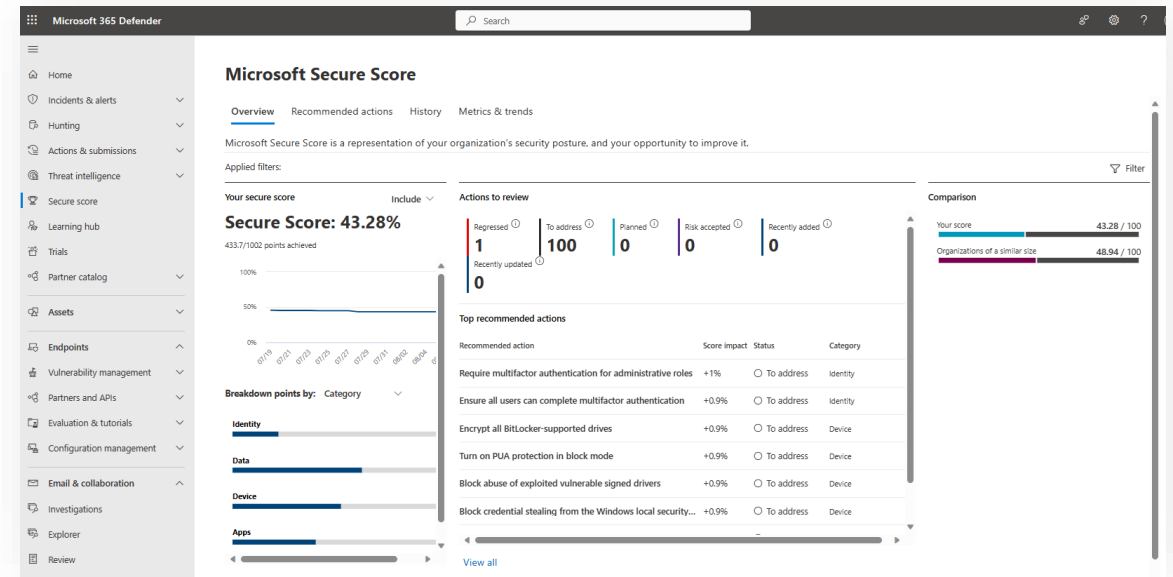 Microsoft 365 Defender
Search
?
Home
Incidents & alerts
Hunting
Actions & submissions
Threat intelligence
Secure score
Learning hub
Trials
Partner catalog
Assets
Endpoints
Vulnerability management
Partners and APIs
Evaluation & tutorials
Configuration management
Email & collaboration
Investigations
Explorer
Review
Microsoft Secure Score
Overview Recommended actions History Metrics & trends
Microsoft Secure Score is a representation of your organization's security posture, and your opportunity to improve it.
Applied filters:
Filter
Your secure score Include
Secure Score: 43.28%
433.7/1002 points achieved
100%
50%
0%
07/19 07/21 07/23 07/25 07/27 07/29 07/31 08/02 08/04
Breakdown points by: Category
Identity
Data
Device
Apps
Actions to review
Regressed
1
To address
100
Planned
0
Risk accepted
0
Recently added
0
Recently updated
0
Top recommended actions
Recommended action Score impact Status Category
Require multifactor authentication for administrative roles +1% To address Identity
Ensure all users can complete multifactor authentication +0.9% To address Identity
Encrypt all BitLocker-supported drives +0.9% To address Device
Turn on PUA protection in block mode +0.9% To address Device
Block abuse of exploited vulnerable signed drivers +0.9% To address Device
Block credential stealing from the Windows local security... +0.9% To address Device
View all
Comparison
Your score 43.28 / 100
Organizations of a similar size 48.94 / 100